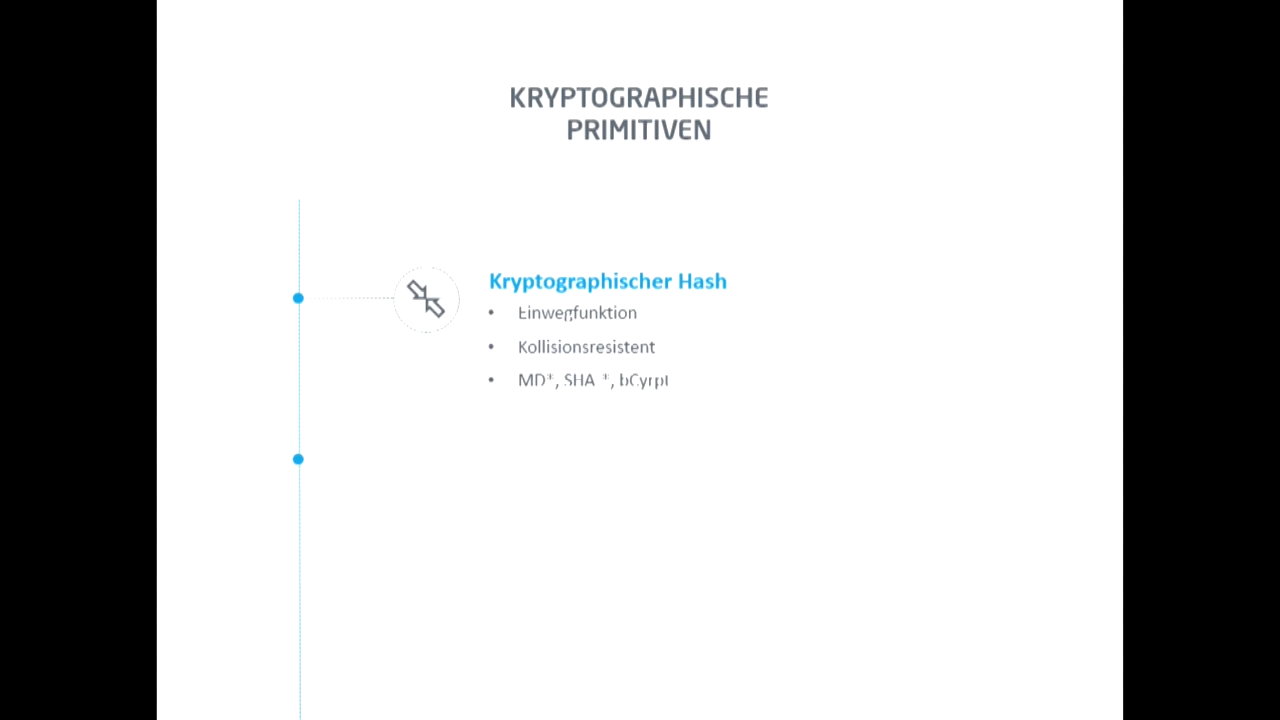 KRYPTOGRAPHISCHE
PRIMITIVEN
Kryptographischer Hash
• Einwegfunktion
• Kollisionsresistent
• MD*, SHA *, bCyrpt